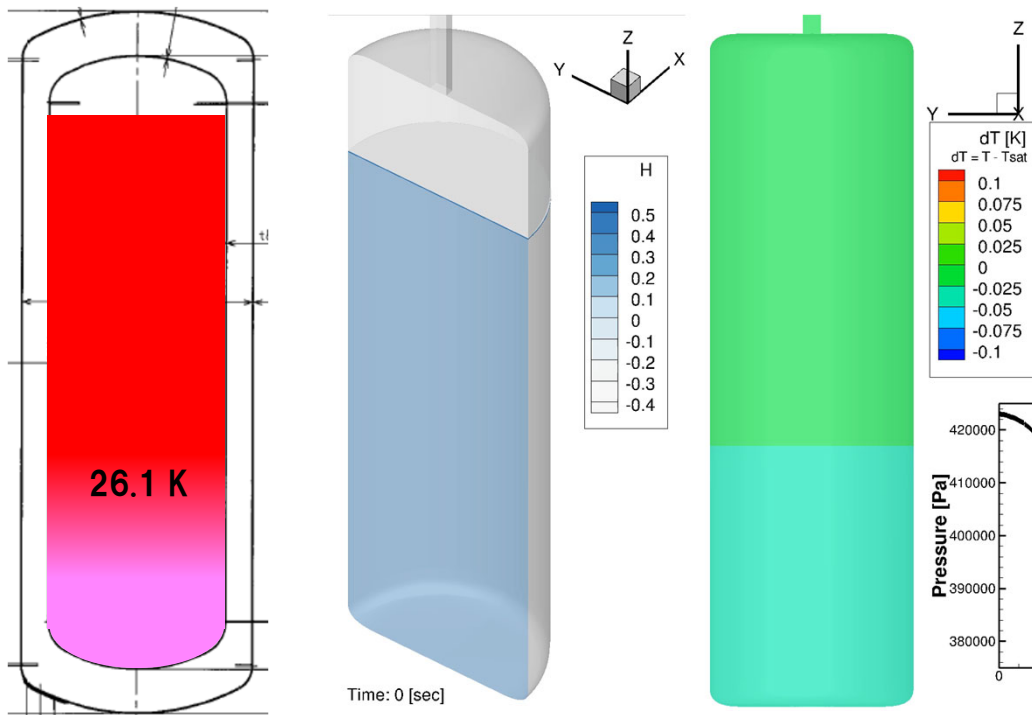 26.1 K
Z
Y
X
H
0.5
0.4
0.3
0.2
0.1
0
-0.1
-0.2
-0.3
-0.4
Time: 0 [sec]
Z
Y
X
dT [K]
dT = T - Tsat
0.1
0.075
0.05
0.025
0
-0.025
-0.05
-0.075
-0.1
Pressure [Pa]
420000
410000
400000
390000
380000
0